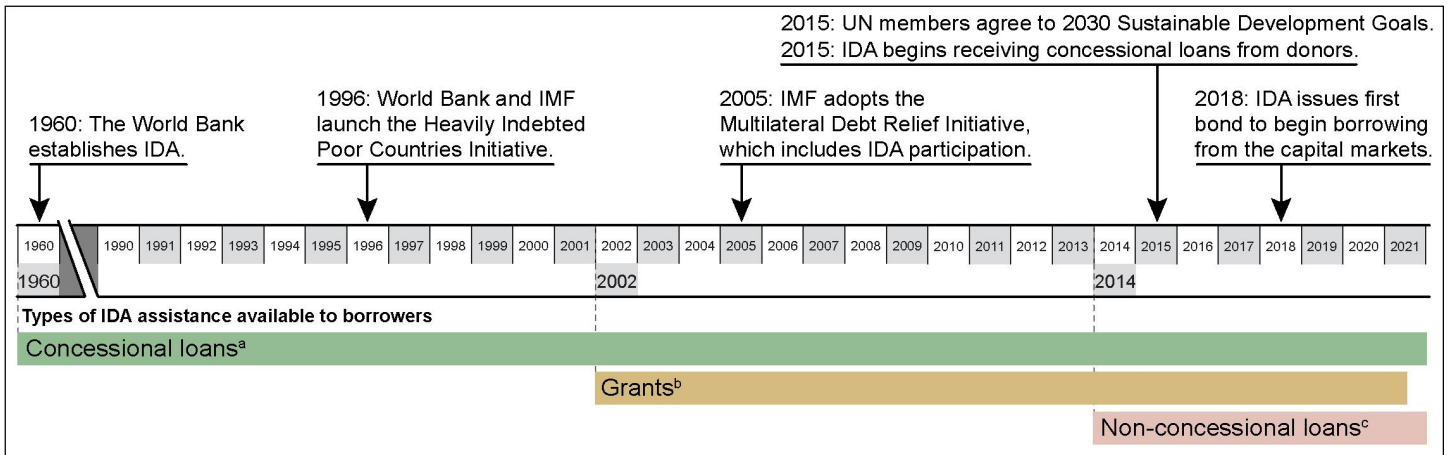 2015: UN members agree to 2030 Sustainable Development Goals.
2015: IDA begins receiving concessional loans from donors.
1960: The World Bank
establishes IDA.
1996: World Bank and IMF
launch the Heavily Indebted
Poor Countries Initiative.
2005: IMF adopts the
Multilateral Debt Relief Initiative,
which includes IDA participation.
2018: IDA issues first
bond to begin borrowing
from the capital markets.
1960 1990 1991 1992 1993 1994 1995 1996 1997 1998 1999 2000 2001 2002 2003 2004 2005 2006 2007 2008 2009 2010 2011 2012 2013 2014 2015 2016 2017 2018 2019 2020 2021
1960 2002 2014
Types of IDA assistance available to borrowers
Concessional loansᵃ
Grantsᵇ
Non-concessional loansᶜ